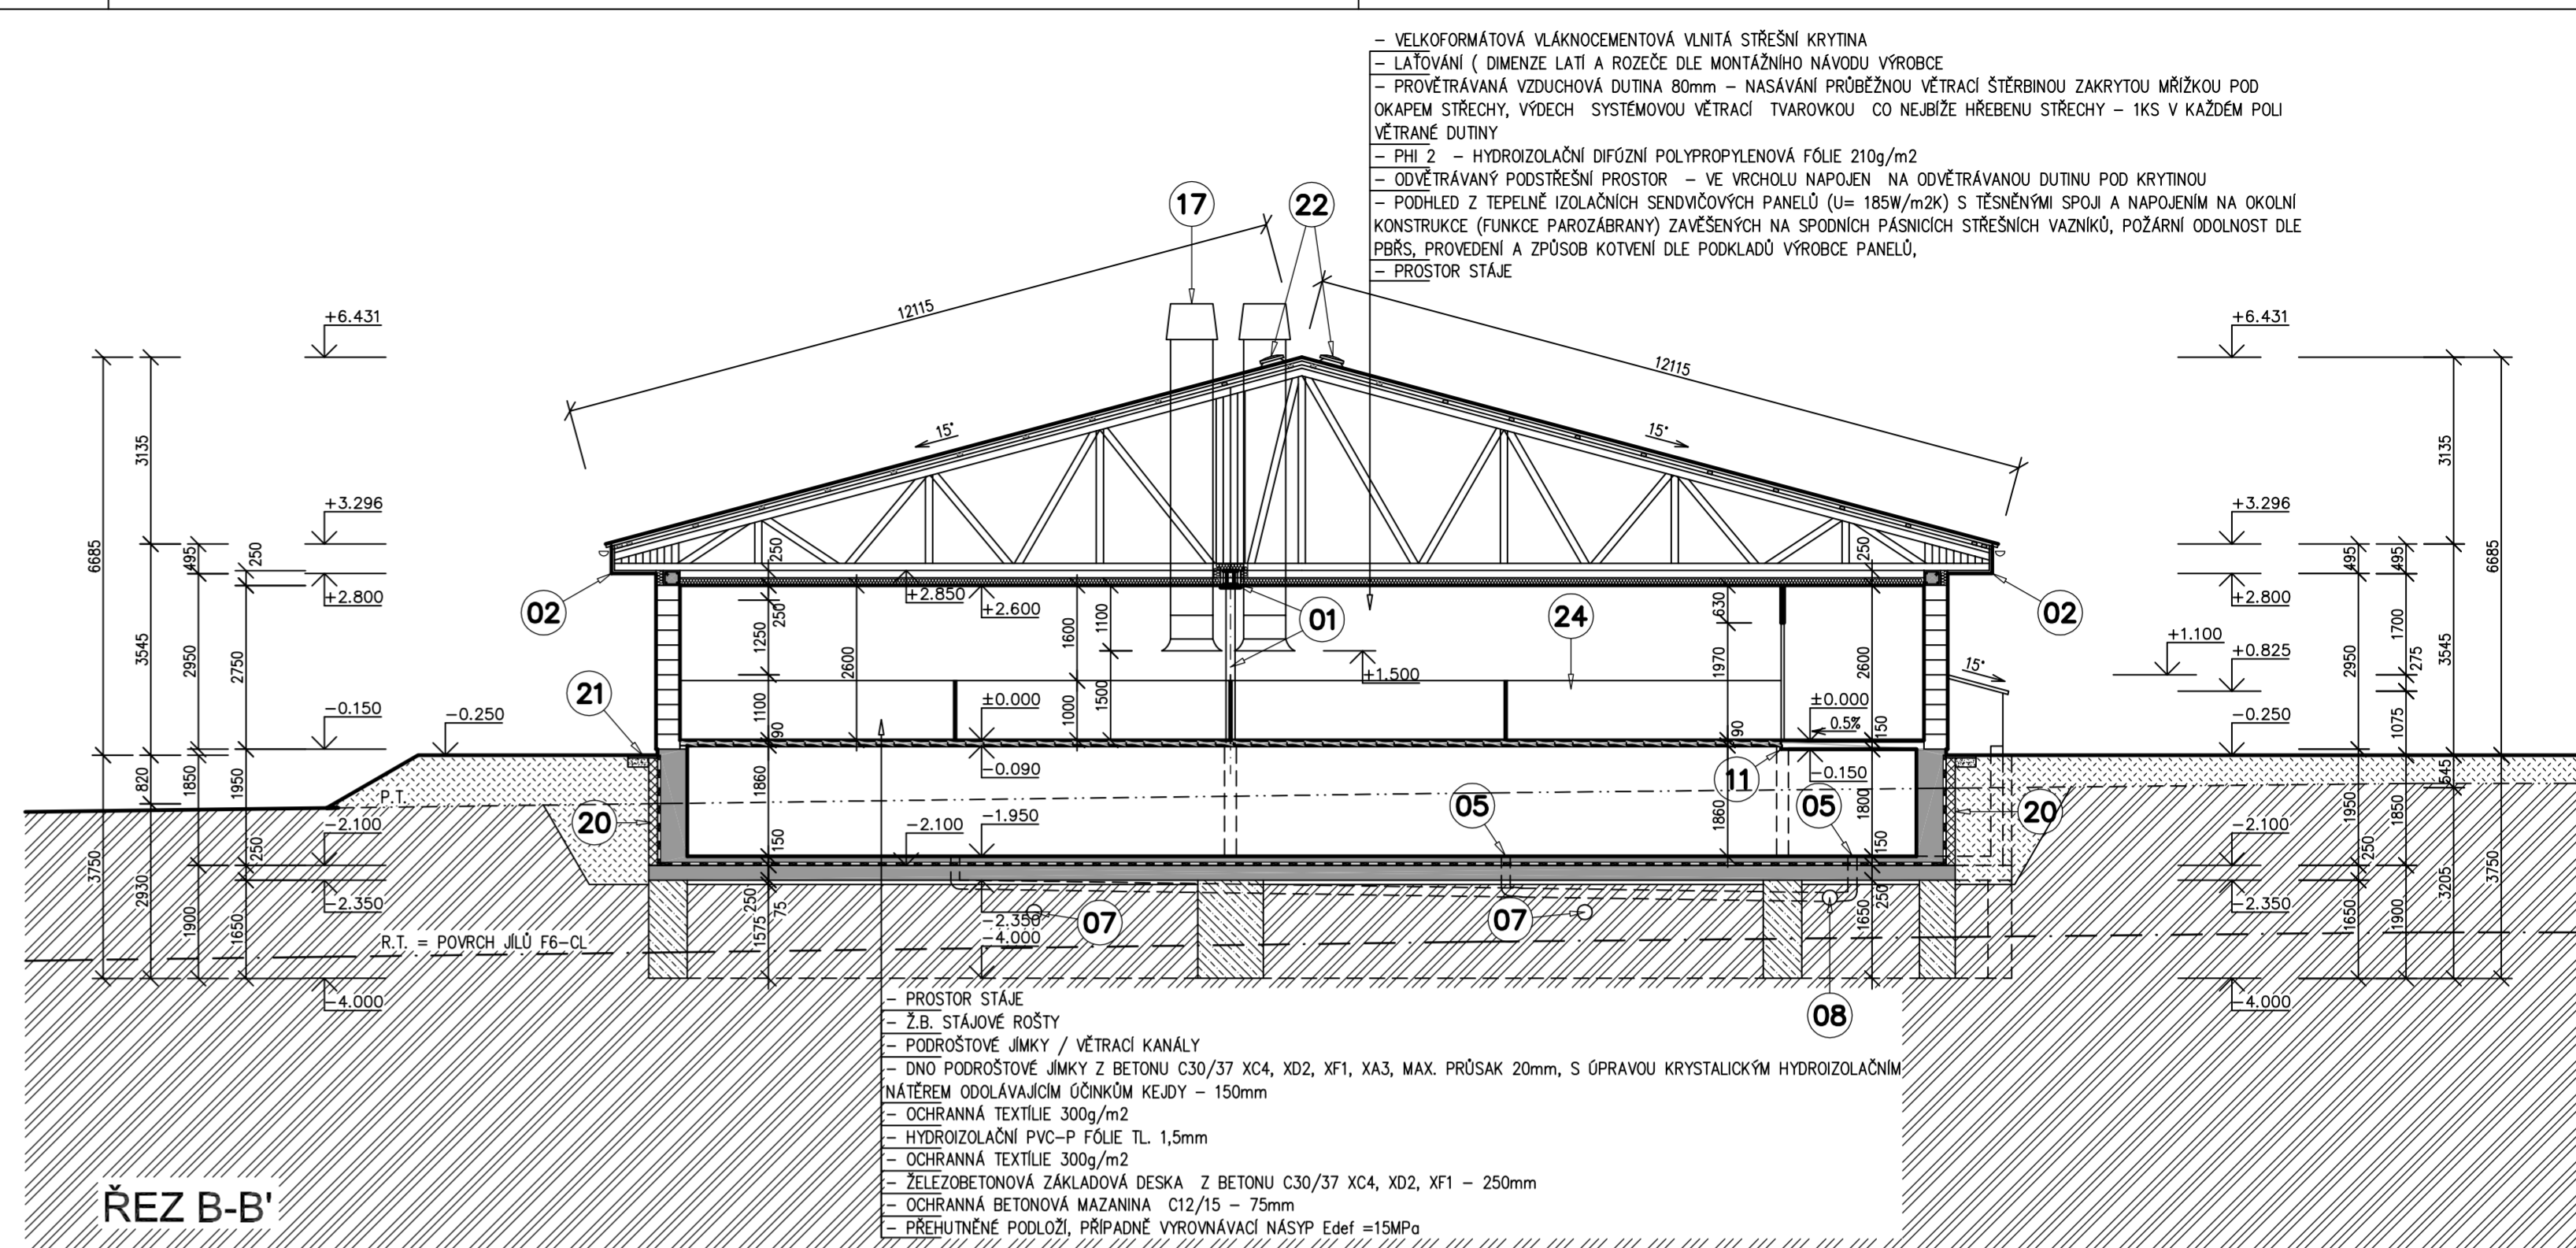 – VELKOFORMÁTOVÁ VLÁKNOCEMENTOVÁ VLNITÁ STŘEŠNÍ KRYTINA
– LAŤOVÁNÍ ( DIMENZE LATÍ A ROZEČE DLE MONTÁŽNÍHO NÁVODU VÝROBCE
– PROVĚTRÁVANÁ VZDUCHOVÁ DUTINA 80mm – NASÁVÁNÍ PRŮBĚŽNOU VĚTRACÍ ŠTĚRBINOU ZAKRYTOU MŘÍŽKOU POD
OKAPEM STŘECHY, VÝDECH SYSTÉMOVOU VĚTRACÍ TVAROVKOU CO NEJBÍŽE HŘEBENU STŘECHY – 1KS V KAŽDÉM POLI
VĚTRANÉ DUTINY
– PHI 2 – HYDROIZOLAČNÍ DIFÚZNÍ POLYPROPYLENOVÁ FÓLIE 210g/m2
– ODVĚTRÁVANÝ PODSTŘEŠNÍ PROSTOR – VE VRCHOLU NAPOJEN NA ODVĚTRÁVANOU DUTINU POD KRYTINOU
– PODHLED Z TEPELNĚ IZOLAČNÍCH SENDVIČOVÝCH PANELŮ (U= 185W/m2K) S TĚSNĚNÝMI SPOJI A NAPOJENÍM NA OKOLNÍ
KONSTRUKCE (FUNKCE PAROZÁBRANY) ZAVĚŠENÝCH NA SPODNÍCH PÁSNICÍCH STŘEŠNÍCH VAZNÍKŮ, POŽÁRNÍ ODOLNOST DLE
PBŘS, PROVEDENÍ A ZPŮSOB KOTVENÍ DLE PODKLADŮ VÝROBCE PANELŮ,
– PROSTOR STÁJE
17 22
12115 12115
+6.431 +6.431
15° 15°
3135 3135
+3.296 +3.296
6685 495 250 250 250 495 495 6685
+2.800 +2.850 +2.600 +2.800
02 01 24 02
3545 2950 2750 1250 250 2600 1600 1100 630 1970 2600 2950 1700 275 3545
+1.500 +1.100 +0.825 15°
21
–0.150 –0.250 1100 90 ±0.000 1000 1500 90 ±0.000 0.5% 150 –0.250 1075
–0.090 –0.150 11
820 1850 1950 1860 1860 1800 1950 1850 545
P.T.
20 05 05 20
–2.100 250 150 –2.100 –1.950 150 –2.100 250
3750 2930 –2.350 1900 1650 1575 250 75 –2.350 07 07 1650 250 –2.350 1650 1900 3205 3750
R.T. = POVRCH JÍLŮ F6–CL
–4.000 –4.000 –4.000
08
– PROSTOR STÁJE
– Ž.B. STÁJOVÉ ROŠTY
– PODROŠTOVÉ JÍMKY / VĚTRACÍ KANÁLY
– DNO PODROŠTOVÉ JÍMKY Z BETONU C30/37 XC4, XD2, XF1, XA3, MAX. PRŮSAK 20mm, S ÚPRAVOU KRYSTALICKÝM HYDROIZOLAČNÍM
NÁTĚREM ODOLÁVAJÍCÍM ÚČINKŮM KEJDY – 150mm
– OCHRANNÁ TEXTÍLIE 300g/m2
– HYDROIZOLAČNÍ PVC–P FÓLIE TL. 1,5mm
– OCHRANNÁ TEXTÍLIE 300g/m2
– ŽELEZOBETONOVÁ ZÁKLADOVÁ DESKA Z BETONU C30/37 XC4, XD2, XF1 – 250mm
– OCHRANNÁ BETONOVÁ MAZANINA C12/15 – 75mm
– PŘEHUTNĚNÉ PODLOŽÍ, PŘÍPADNĚ VYROVNÁVACÍ NÁSYP Edef =15MPa
ŘEZ B-B'